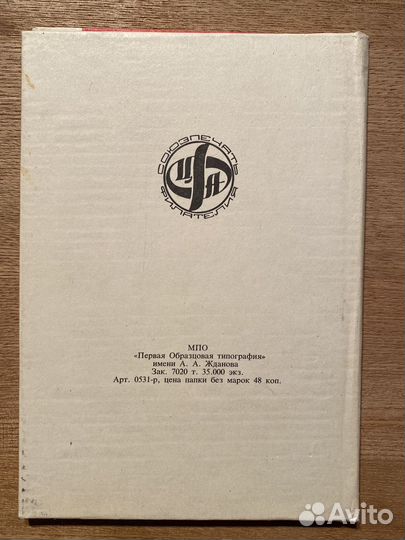 СОЮЗПЕЧАТЬ
ЦФА
ФИЛАТЕЛИЯ
МПО
«Первая Образцовая типография»
имени А. А. Жданова
Зак. 7020 т. 35.000 экз.
Арт. 0531-р, цена папки без марок 48 коп.
Avito